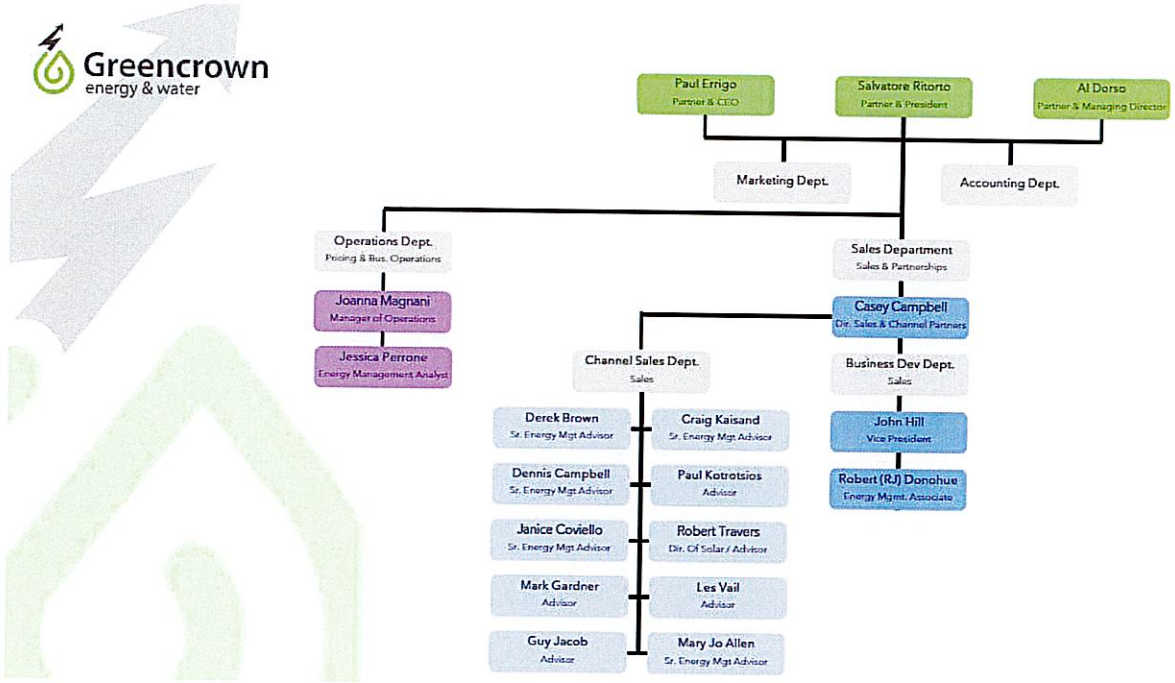 Greencrown
energy & water
Paul Errigo
Partner & CEO
Salvatore Ritorto
Partner & President
Al Dorso
Partner & Managing Director
Marketing Dept.
Accounting Dept.
Operations Dept.
Pricing & Bus. Operations
Joanna Magnani
Manager of Operations
Jessica Perrone
Energy Management Analyst
Sales Department
Sales & Partnerships
Casey Campbell
Dir. Sales & Channel Partners
Business Dev Dept.
Sales
John Hill
Vice President
Robert (RJ) Donohue
Energy Mgmt. Associate
Channel Sales Dept.
Sales
Derek Brown
Sr. Energy Mgt Advisor
Craig Kaisand
Sr. Energy Mgt Advisor
Dennis Campbell
Sr. Energy Mgt Advisor
Paul Kotrotsios
Advisor
Janice Coviello
Sr. Energy Mgt Advisor
Robert Travers
Dir. Of Solar / Advisor
Mark Gardner
Advisor
Les Vail
Advisor
Guy Jacob
Advisor
Mary Jo Allen
Sr. Energy Mgt Advisor